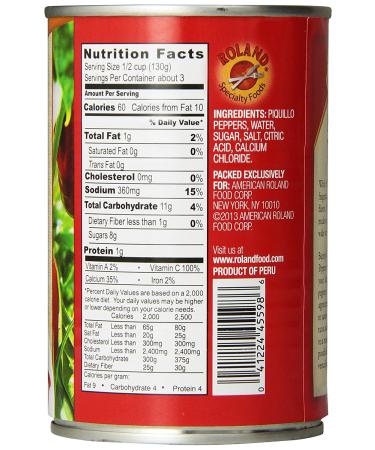 Nutrition Facts
Serving Size 1/2 cup (130g)
Servings Per Container about 3
Amount Per Serving
Calories 60 Calories from Fat 10
% Daily Value*
Total Fat 1g 2%
Saturated Fat 0g 0%
Trans Fat 0g
Cholesterol 0mg 0%
Sodium 360mg 15%
Total Carbohydrate 11g 4%
Dietary Fiber less than 1g 0%
Sugars 8g
Protein 1g
Vitamin A 2% • Vitamin C 100%
Calcium 35% • Iron 2%
*Percent Daily Values are based on a 2,000
calorie diet. Your daily values may be higher
or lower depending on your calorie needs.
Calories 2,000 2,500
Total Fat Less than 65g 80g
Sat Fat Less than 20g 25g
Cholesterol Less than 300mg 300mg
Sodium Less than 2,400mg 2,400mg
Total Carbohydrate 300g 375g
Dietary Fiber 25g 30g
Calories per gram:
Fat 9 • Carbohydrate 4 • Protein 4
ROLAND
Specialty Foods
INGREDIENTS: PIQUILLO
PEPPERS, WATER,
SUGAR, SALT, CITRIC
ACID, CALCIUM
CHLORIDE.
PACKED EXCLUSIVELY
FOR: AMERICAN ROLAND
FOOD CORP.
NEW YORK, NY 10010
©2013 AMERICAN ROLAND
FOOD CORP.
Visit us at
www.rolandfood.com
PRODUCT OF PERU
0 41224 45598 6